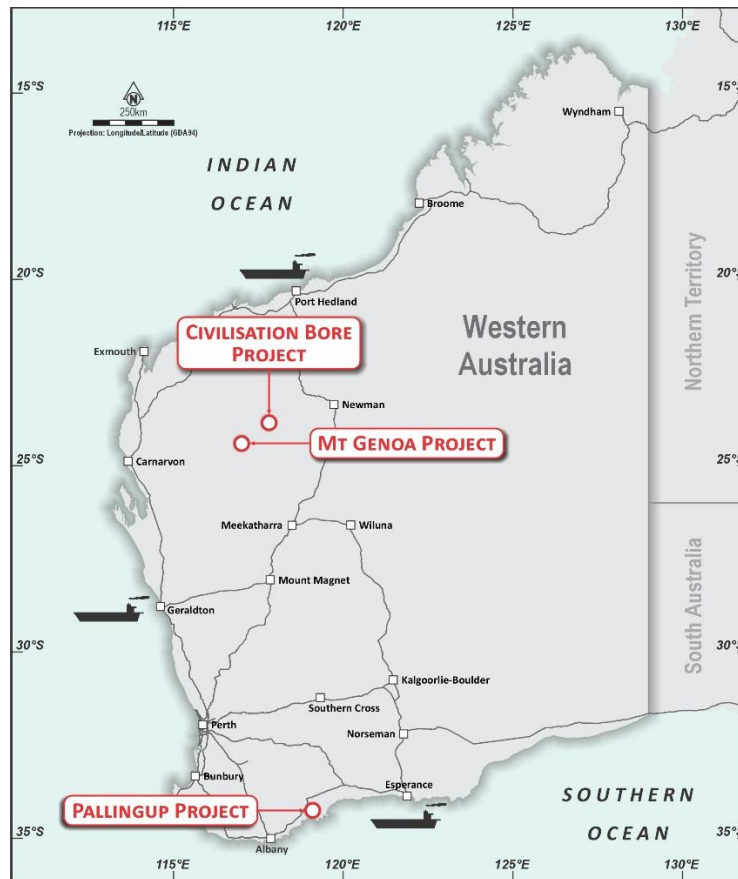 115°E 120°E 125°E 130°E
N
250km
Projection: Longitude/Latitude (GDA94)
15°S 15°
Wyndham
INDIAN
OCEAN
Broome
Northern Territory
20°S 20°
Port Hedland
CIVILISATION BORE
PROJECT
Western
Australia
Exmouth
Newman
MT GENOA PROJECT
25°S 25°
Carnarvon
Meekatharra Wiluna
Mount Magnet
Geraldton
South Australia
30°S 30°
Kalgoorlie-Boulder
Southern Cross
Perth
Norseman
Bunbury
Esperance
PALLINGUP PROJECT
SOUTHERN
OCEAN
35°S 35°
Albany
115°E 120°E 125°E 130°E